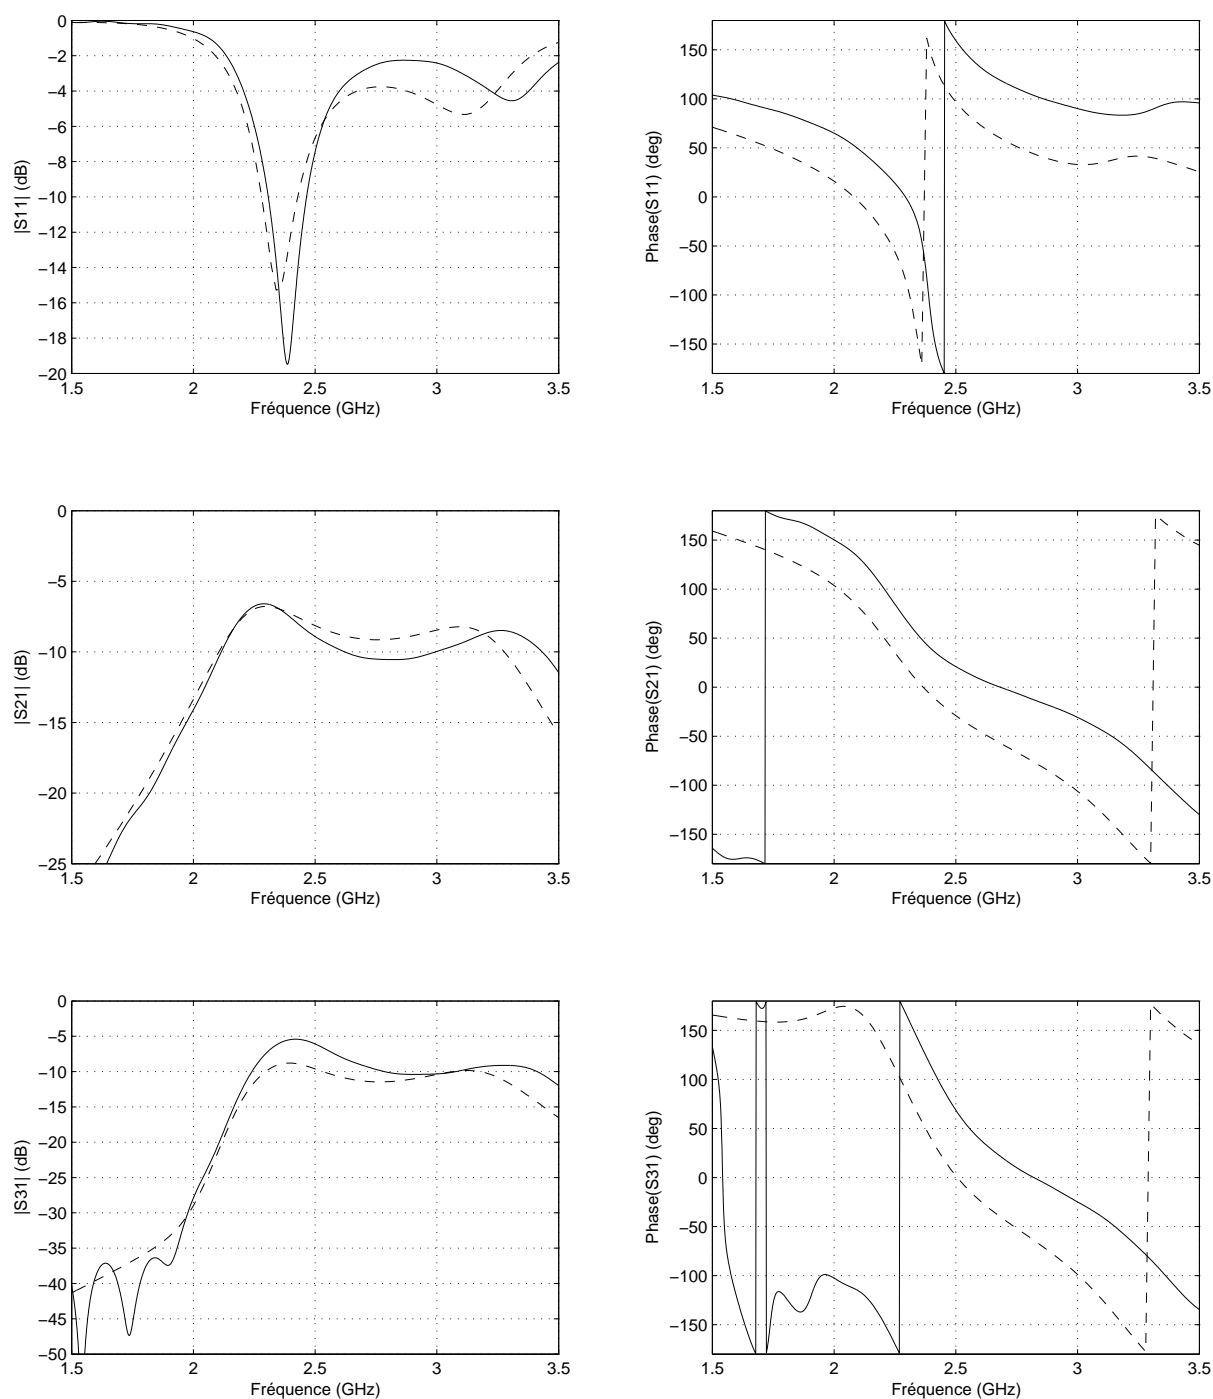 0
−2
−4
−6
−8
−10
−12
−14
−16
−18
−20
|S11| (dB)
1.5 2 2.5 3 3.5
Fréquence (GHz)
150
100
50
0
−50
−100
−150
Phase(S11) (deg)
1.5 2 2.5 3 3.5
Fréquence (GHz)
0
−5
−10
−15
−20
−25
|S21| (dB)
1.5 2 2.5 3 3.5
Fréquence (GHz)
150
100
50
0
−50
−100
−150
Phase(S21) (deg)
1.5 2 2.5 3 3.5
Fréquence (GHz)
0
−5
−10
−15
−20
−25
−30
−35
−40
−45
−50
|S31| (dB)
1.5 2 2.5 3 3.5
Fréquence (GHz)
150
100
50
0
−50
−100
−150
Phase(S31) (deg)
1.5 2 2.5 3 3.5
Fréquence (GHz)